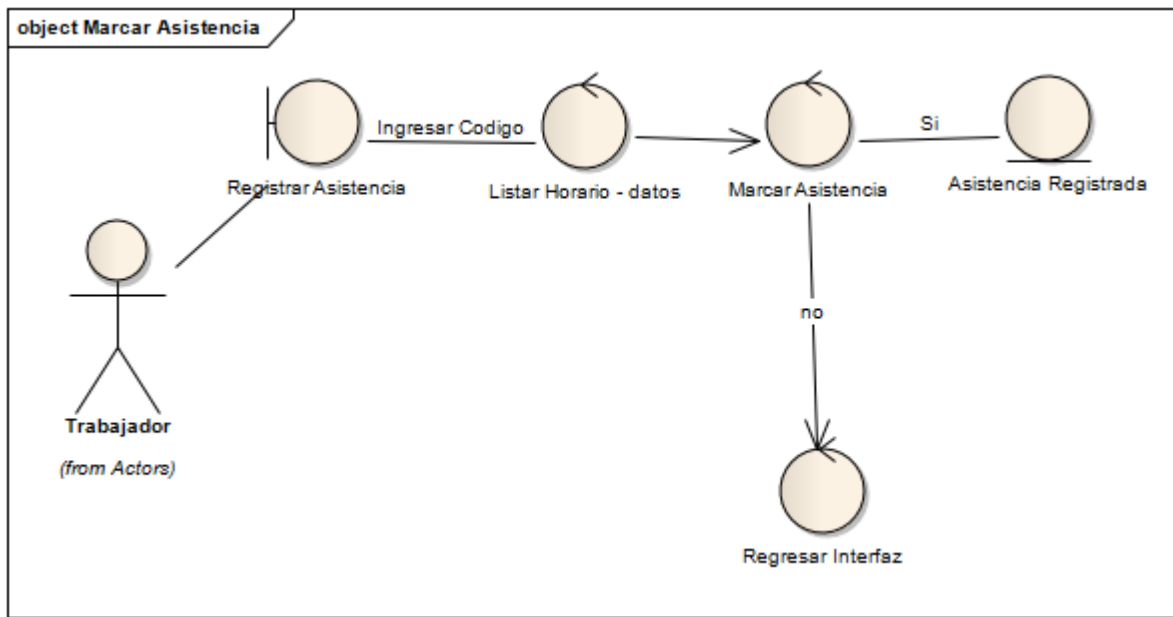 object Marcar Asistencia
Ingresar Codigo
Si
Registrar Asistencia
Listar Horario - datos
Marcar Asistencia
Asistencia Registrada
no
Trabajador
(from Actors)
Regresar Interfaz